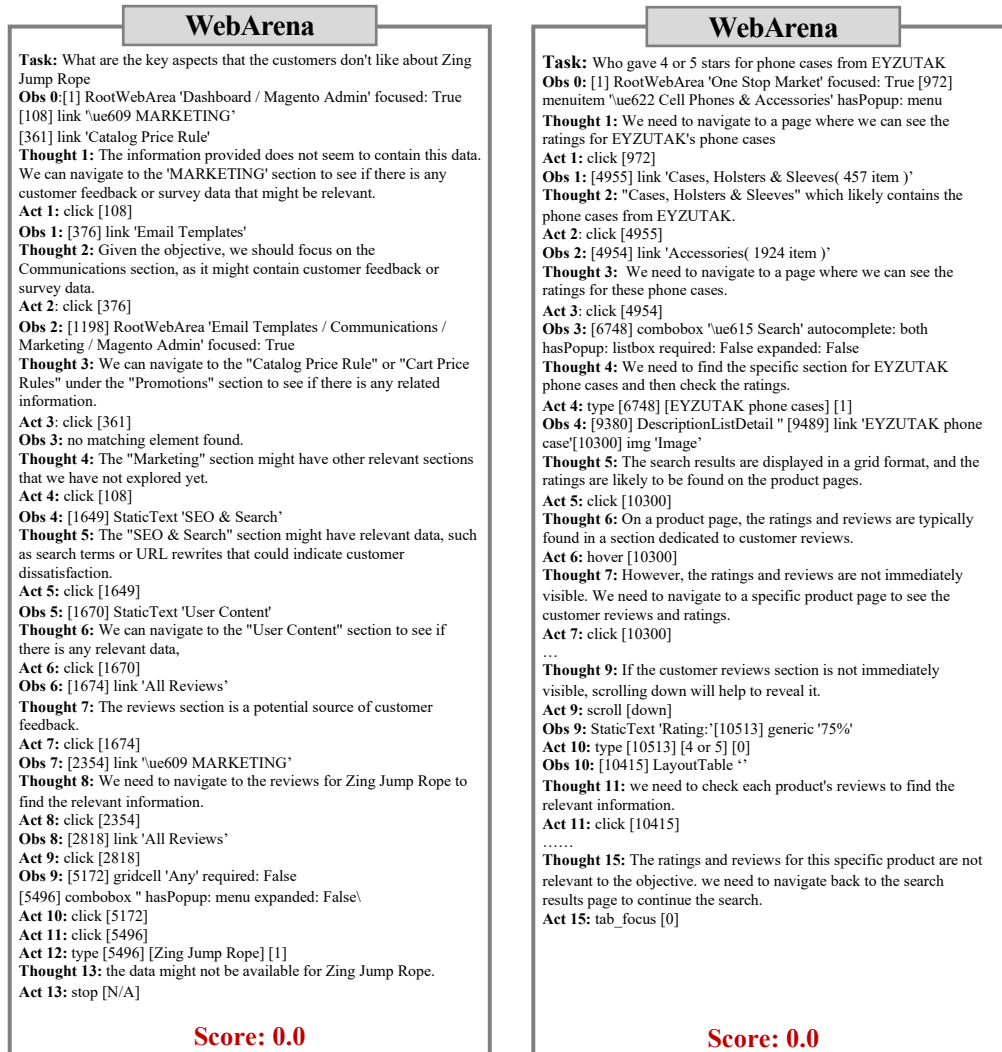 WebArena
Task: What are the key aspects that the customers don't like about Zing
Jump Rope
Obs 0:[1] RootWebArea 'Dashboard / Magento Admin' focused: True
[108] link '\ue609 MARKETING’
[361] link 'Catalog Price Rule'
Thought 1: The information provided does not seem to contain this data.
We can navigate to the 'MARKETING' section to see if there is any
customer feedback or survey data that might be relevant.
Act 1: click [108]
Obs 1: [376] link 'Email Templates'
Thought 2: Given the objective, we should focus on the
Communications section, as it might contain customer feedback or
survey data.
Act 2: click [376]
Obs 2: [1198] RootWebArea 'Email Templates / Communications /
Marketing / Magento Admin' focused: True
Thought 3: We can navigate to the "Catalog Price Rule" or "Cart Price
Rules" under the "Promotions" section to see if there is any related
information.
Act 3: click [361]
Obs 3: no matching element found.
Thought 4: The "Marketing" section might have other relevant sections
that we have not explored yet.
Act 4: click [108]
Obs 4: [1649] StaticText 'SEO & Search’
Thought 5: The "SEO & Search" section might have relevant data, such
as search terms or URL rewrites that could indicate customer
dissatisfaction.
Act 5: click [1649]
Obs 5: [1670] StaticText 'User Content'
Thought 6: We can navigate to the "User Content" section to see if
there is any relevant data,
Act 6: click [1670]
Obs 6: [1674] link 'All Reviews’
Thought 7: The reviews section is a potential source of customer
feedback.
Act 7: click [1674]
Obs 7: [2354] link '\ue609 MARKETING’
Thought 8: We need to navigate to the reviews for Zing Jump Rope to
find the relevant information.
Act 8: click [2354]
Obs 8: [2818] link 'All Reviews’
Act 9: click [2818]
Obs 9: [5172] gridcell 'Any' required: False
[5496] combobox '' hasPopup: menu expanded: False\
Act 10: click [5172]
Act 11: click [5496]
Act 12: type [5496] [Zing Jump Rope] [1]
Thought 13: the data might not be available for Zing Jump Rope.
Act 13: stop [N/A]
Score: 0.0
WebArena
Task: Who gave 4 or 5 stars for phone cases from EYZUTAK
Obs 0: [1] RootWebArea 'One Stop Market' focused: True [972]
menuitem '\ue622 Cell Phones & Accessories' hasPopup: menu
Thought 1: We need to navigate to a page where we can see the
ratings for EYZUTAK's phone cases
Act 1: click [972]
Obs 1: [4955] link 'Cases, Holsters & Sleeves( 457 item )’
Thought 2: "Cases, Holsters & Sleeves" which likely contains the
phone cases from EYZUTAK.
Act 2: click [4955]
Obs 2: [4954] link 'Accessories( 1924 item )’
Thought 3: We need to navigate to a page where we can see the
ratings for these phone cases.
Act 3: click [4954]
Obs 3: [6748] combobox '\ue615 Search' autocomplete: both
hasPopup: listbox required: False expanded: False
Thought 4: We need to find the specific section for EYZUTAK
phone cases and then check the ratings.
Act 4: type [6748] [EYZUTAK phone cases] [1]
Obs 4: [9380] DescriptionListDetail '' [9489] link 'EYZUTAK phone
case'[10300] img 'Image’
Thought 5: The search results are displayed in a grid format, and the
ratings are likely to be found on the product pages.
Act 5: click [10300]
Thought 6: On a product page, the ratings and reviews are typically
found in a section dedicated to customer reviews.
Act 6: hover [10300]
Thought 7: However, the ratings and reviews are not immediately
visible. We need to navigate to a specific product page to see the
customer reviews and ratings.
Act 7: click [10300]
…
Thought 9: If the customer reviews section is not immediately
visible, scrolling down will help to reveal it.
Act 9: scroll [down]
Obs 9: StaticText 'Rating:’[10513] generic '75%'
Act 10: type [10513] [4 or 5] [0]
Obs 10: [10415] LayoutTable ‘’
Thought 11: we need to check each product's reviews to find the
relevant information.
Act 11: click [10415]
……
Thought 15: The ratings and reviews for this specific product are not
relevant to the objective. we need to navigate back to the search
results page to continue the search.
Act 15: tab_focus [0]
Score: 0.0